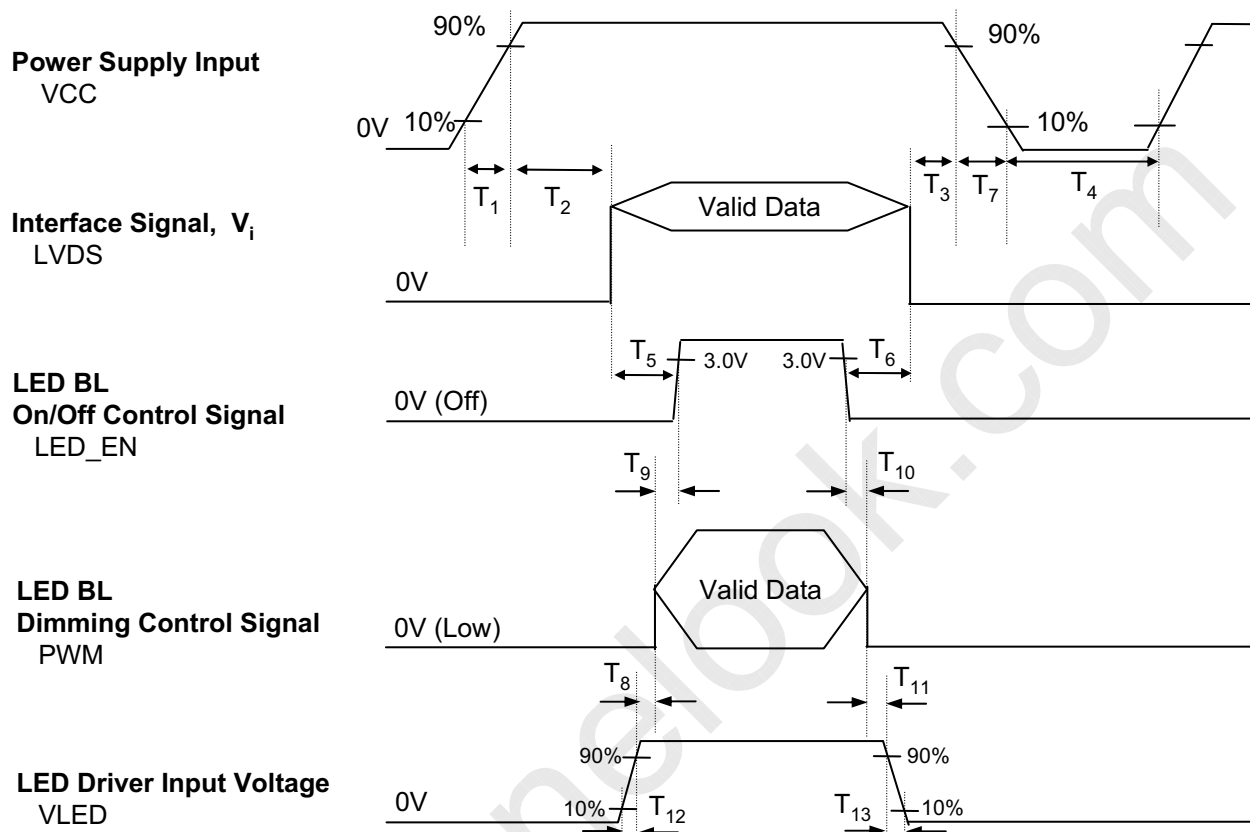 90%
90%
Power Supply Input
VCC
0V
10%
10%
T1
T2
T3
T7
T4
Interface Signal, Vi
LVDS
Valid Data
0V
T5
3.0V
3.0V
T6
LED BL
On/Off Control Signal
LED_EN
0V (Off)
T9
T10
LED BL
Dimming Control Signal
PWM
Valid Data
0V (Low)
T8
T11
90%
90%
LED Driver Input Voltage
VLED
0V
10%
T12
T13
10%
nelook.com